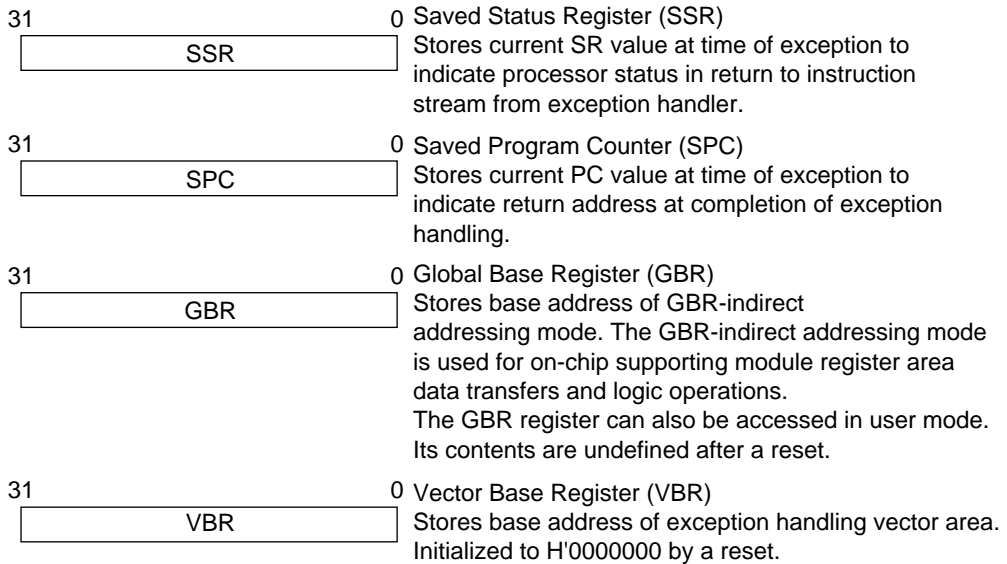 31 0 Saved Status Register (SSR)
SSR Stores current SR value at time of exception to
indicate processor status in return to instruction
stream from exception handler.
31 0 Saved Program Counter (SPC)
SPC Stores current PC value at time of exception to
indicate return address at completion of exception
handling.
31 0 Global Base Register (GBR)
GBR Stores base address of GBR-indirect
addressing mode. The GBR-indirect addressing mode
is used for on-chip supporting module register area
data transfers and logic operations.
The GBR register can also be accessed in user mode.
Its contents are undefined after a reset.
31 0 Vector Base Register (VBR)
VBR Stores base address of exception handling vector area.
Initialized to H'0000000 by a reset.